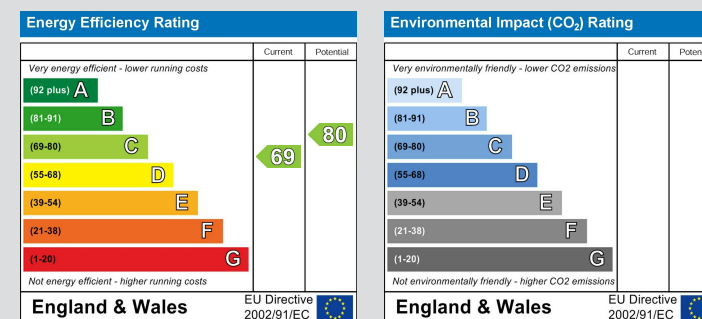 Energy Efficiency Rating
Current Potential
Very energy efficient - lower running costs
(92 plus) A
(81-91) B
(69-80) C
(55-68) D
(39-54) E
(21-38) F
(1-20) G
69
80
Not energy efficient - higher running costs
England & Wales
EU Directive
2002/91/EC
Environmental Impact (CO₂) Rating
Current Poten
Very environmentally friendly - lower CO2 emissions
(92 plus) A
(81-91) B
(69-80) C
(55-68) D
(39-54) E
(21-38) F
(1-20) G
Not environmentally friendly - higher CO2 emissions
England & Wales
EU Directive
2002/91/EC